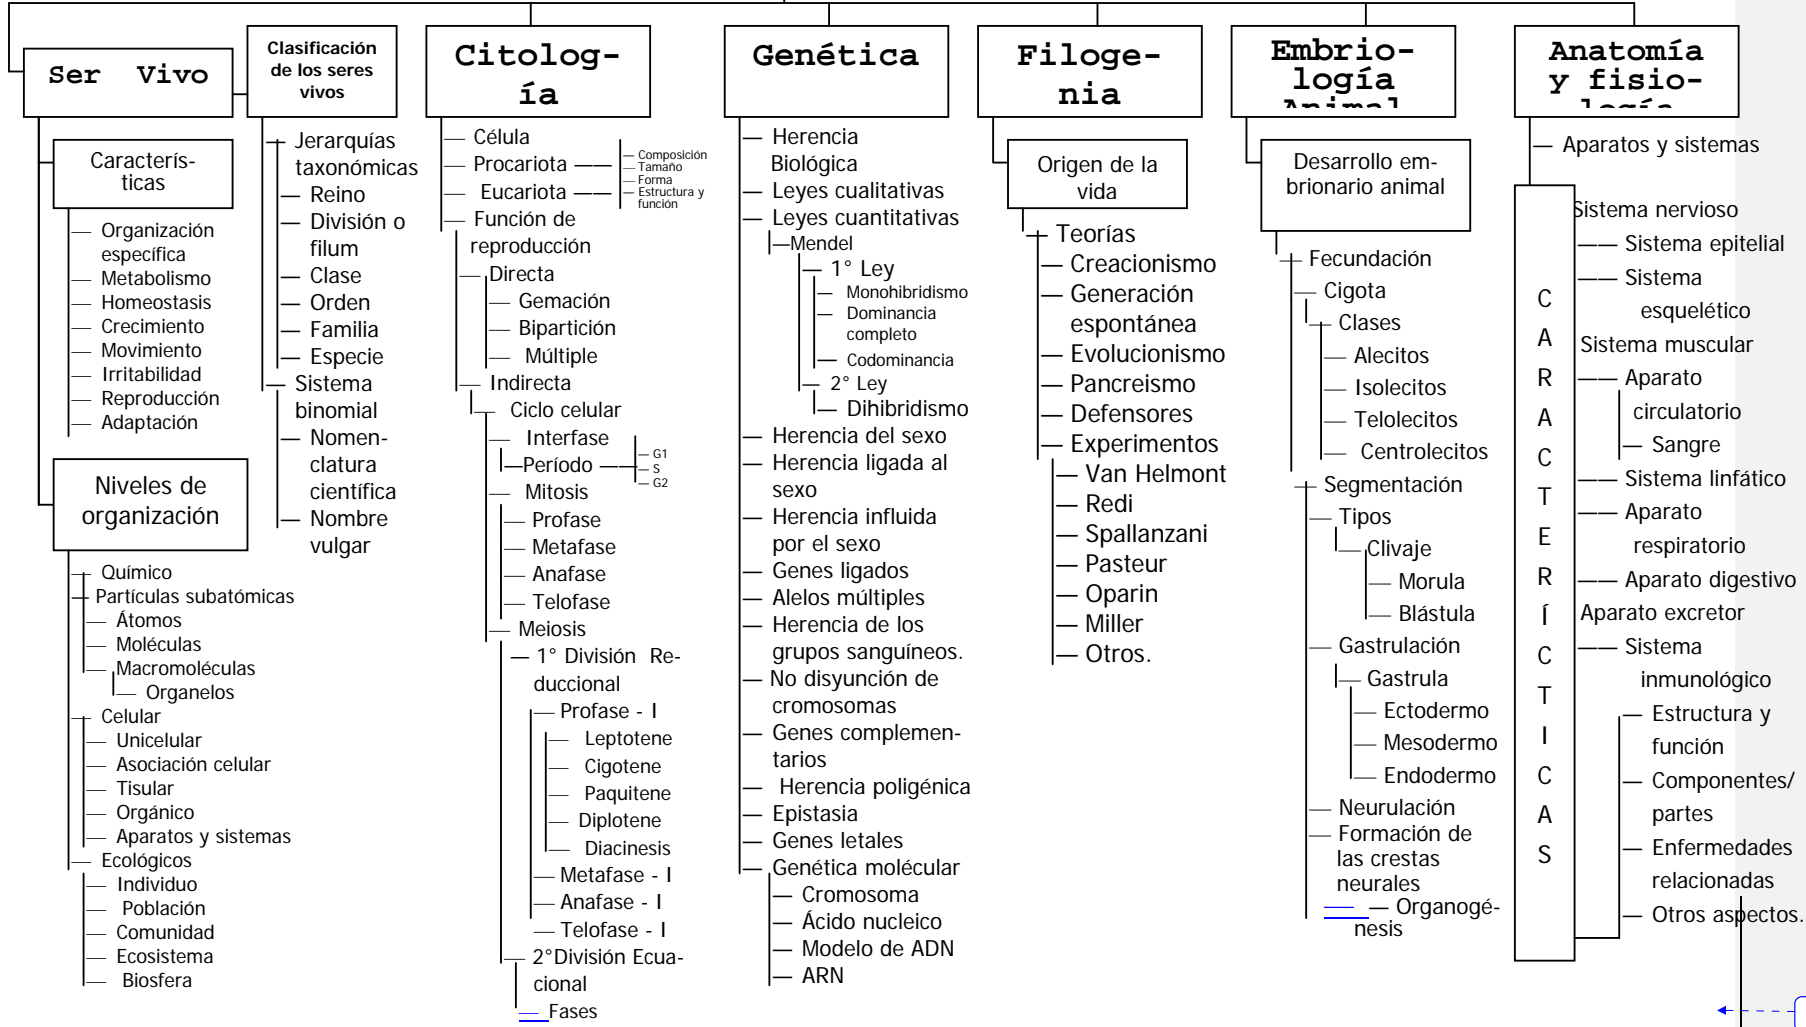 Ser Vivo
Caracterís-
ticas
Organización
específica
Metabolismo
Homeostasis
Crecimiento
Movimiento
Irritabilidad
Reproducción
Adaptación
Niveles de
organización
Químico
Partículas subatómicas
Átomos
Moléculas
Macromoléculas
Organelos
Celular
Unicelular
Asociación celular
Tisular
Orgánico
Aparatos y sistemas
Ecológicos
Individuo
Población
Comunidad
Ecosistema
Biosfera
Clasificación
de los seres
vivos
Jerarquías
taxonómicas
Reino
División o
filum
Clase
Orden
Familia
Especie
Sistema
binomial
Nomen-
clatura
científica
Nombre
vulgar
Citolog-
ía
Célula
Procariota
Eucariota
Composición
Tamaño
Forma
Estructura y
función
Función de
reproducción
Directa
Gemación
Bipartición
Múltiple
Indirecta
Ciclo celular
Interfase
Período
G1
S
G2
Mitosis
Profase
Metafase
Anafase
Telofase
Meiosis
1° División Re-
duccional
Profase - I
Leptotene
Cigotene
Paquitene
Diplotene
Diacinesis
Metafase - I
Anafase - I
Telofase - I
2°División Ecua-
cional
Fases
Genética
Herencia
Biológica
Leyes cualitativas
Leyes cuantitativas
Mendel
1° Ley
Monohibridismo
Dominancia
completo
Codominancia
2° Ley
Dihibridismo
Herencia del sexo
Herencia ligada al
sexo
Herencia influida
por el sexo
Genes ligados
Alelos múltiples
Herencia de los
grupos sanguíneos.
No disyunción de
cromosomas
Genes complemen-
tarios
Herencia poligénica
Epistasia
Genes letales
Genética molécular
Cromosoma
Ácido nucleico
Modelo de ADN
ARN
Filoge-
nia
Origen de la
vida
Teorías
Creacionismo
Generación
espontánea
Evolucionismo
Pancreismo
Defensores
Experimentos
Van Helmont
Redi
Spallanzani
Pasteur
Oparin
Miller
Otros.
Embrio-
logía
Animal
Desarrollo em-
brionario animal
Fecundación
Cigota
Clases
Alecitos
Isolecitos
Telolecitos
Centrolecitos
Segmentación
Tipos
Clivaje
Morula
Blástula
Gastrulación
Gastrula
Ectodermo
Mesodermo
Endodermo
Neurulación
Formación de
las crestas
neurales
Organogé-
nesis
Anatomía
y fisio-
logía
Aparatos y sistemas
CARACTERÍCTICAS
Sistema nervioso
Sistema epitelial
Sistema
esquelético
Sistema muscular
Aparato
circulatorio
Sangre
Sistema linfático
Aparato
respiratorio
Aparato digestivo
Aparato excretor
Sistema
inmunológico
Estructura y
función
Componentes/
partes
Enfermedades
relacionadas
Otros aspectos.